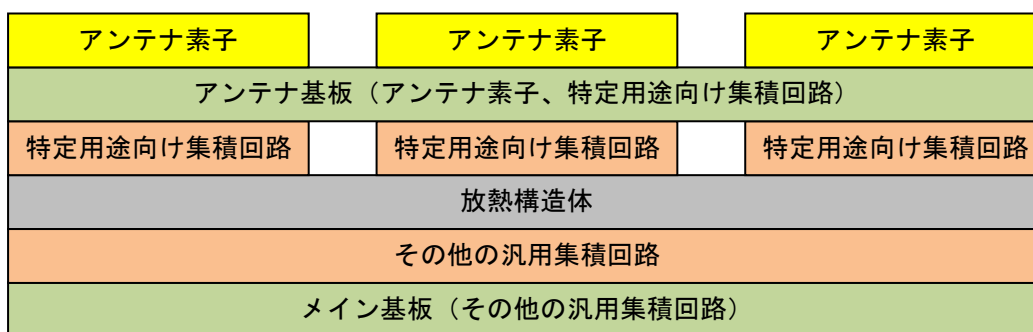 アンテナ素子 アンテナ素子 アンテナ素子
アンテナ基板（アンテナ素子、特定用途向け集積回路）
特定用途向け集積回路 特定用途向け集積回路 特定用途向け集積回路
放熱構造体
その他の汎用集積回路
メイン基板（その他の汎用集積回路）